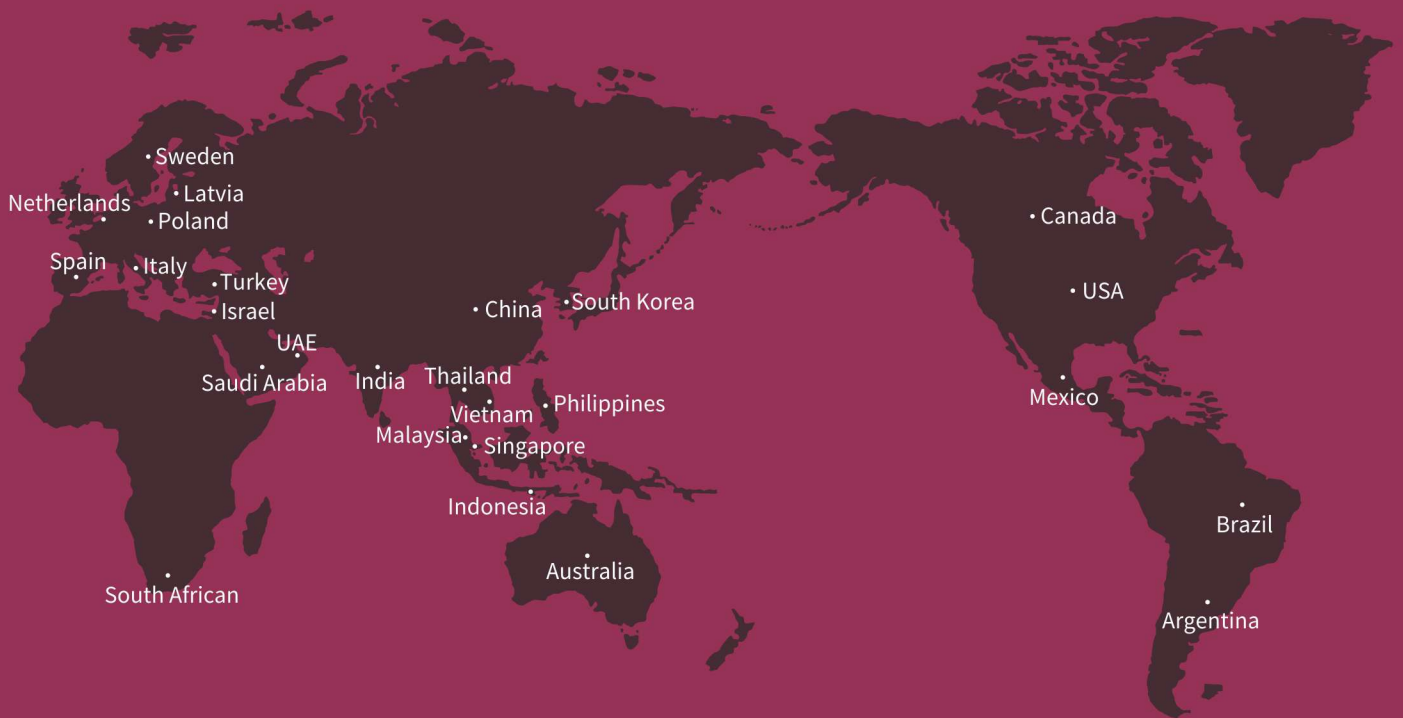 Sweden
Latvia
Netherlands
Poland
Canada
Spain
Italy
Turkey
USA
China
South Korea
Israel
UAE
Saudi Arabia
India
Thailand
Mexico
Vietnam
Philippines
Malaysia
Singapore
Indonesia
Brazil
Australia
South African
Argentina